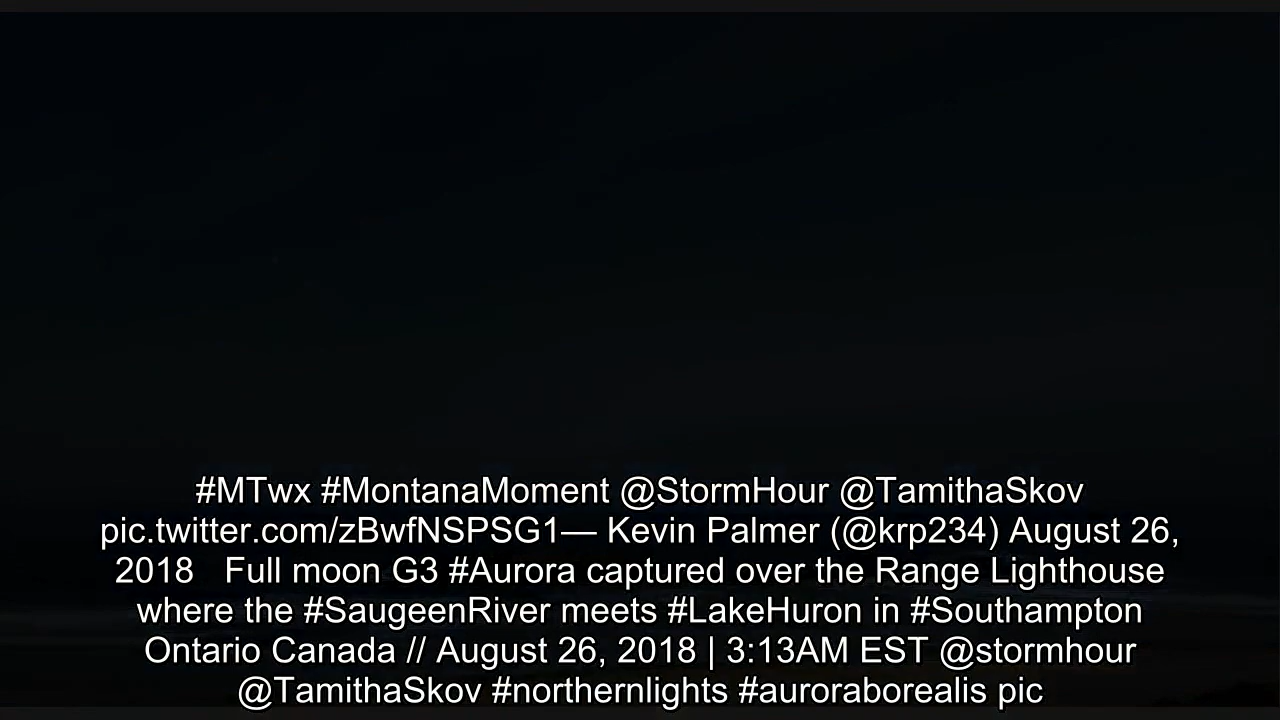 #MTwx #MontanaMoment @StormHour @TamithaSkov
pic.twitter.com/zBwfNSPSG1— Kevin Palmer (@krp234) August 26,
2018   Full moon G3 #Aurora captured over the Range Lighthouse
where the #SaugeenRiver meets #LakeHuron in #Southampton
Ontario Canada // August 26, 2018 | 3:13AM EST @stormhour
@TamithaSkov #northernlights #auroraborealis pic